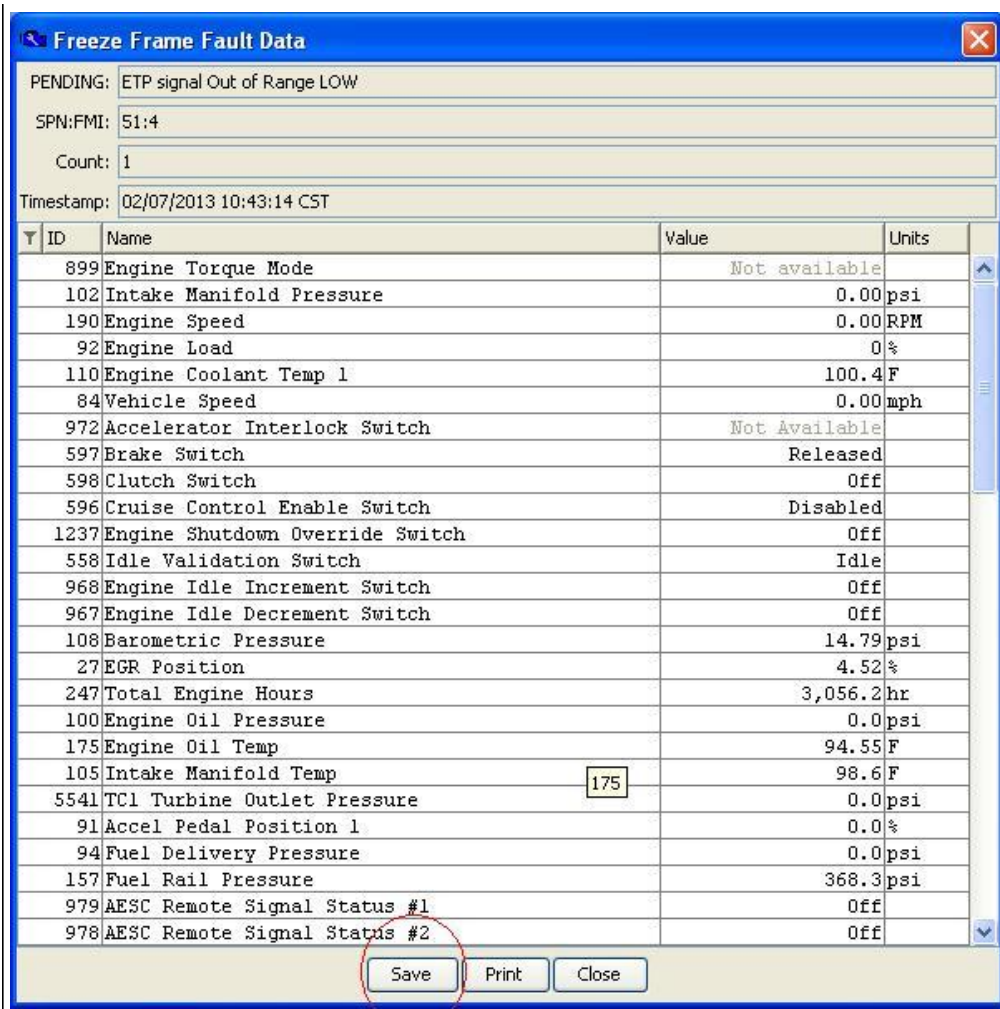 Freeze Frame Fault Data
PENDING: ETP signal Out of Range LOW
SPN:FMI: 51:4
Count: 1
Timestamp: 02/07/2013 10:43:14 CST
ID Name Value Units
899 Engine Torque Mode Not available
102 Intake Manifold Pressure 0.00 psi
190 Engine Speed 0.00 RPM
92 Engine Load 0 %
110 Engine Coolant Temp 1 100.4 F
84 Vehicle Speed 0.00 mph
972 Accelerator Interlock Switch Not Available
597 Brake Switch Released
598 Clutch Switch Off
596 Cruise Control Enable Switch Disabled
1237 Engine Shutdown Override Switch Off
558 Idle Validation Switch Idle
968 Engine Idle Increment Switch Off
967 Engine Idle Decrement Switch Off
108 Barometric Pressure 14.79 psi
27 EGR Position 4.52 %
247 Total Engine Hours 3,056.2 hr
100 Engine Oil Pressure 0.0 psi
175 Engine Oil Temp 94.55 F
105 Intake Manifold Temp 98.6 F
175
5541 TC1 Turbine Outlet Pressure 0.0 psi
91 Accel Pedal Position 1 0.0 %
94 Fuel Delivery Pressure 0.0 psi
157 Fuel Rail Pressure 368.3 psi
979 AESC Remote Signal Status #1 Off
978 AESC Remote Signal Status #2 Off
Save Print Close